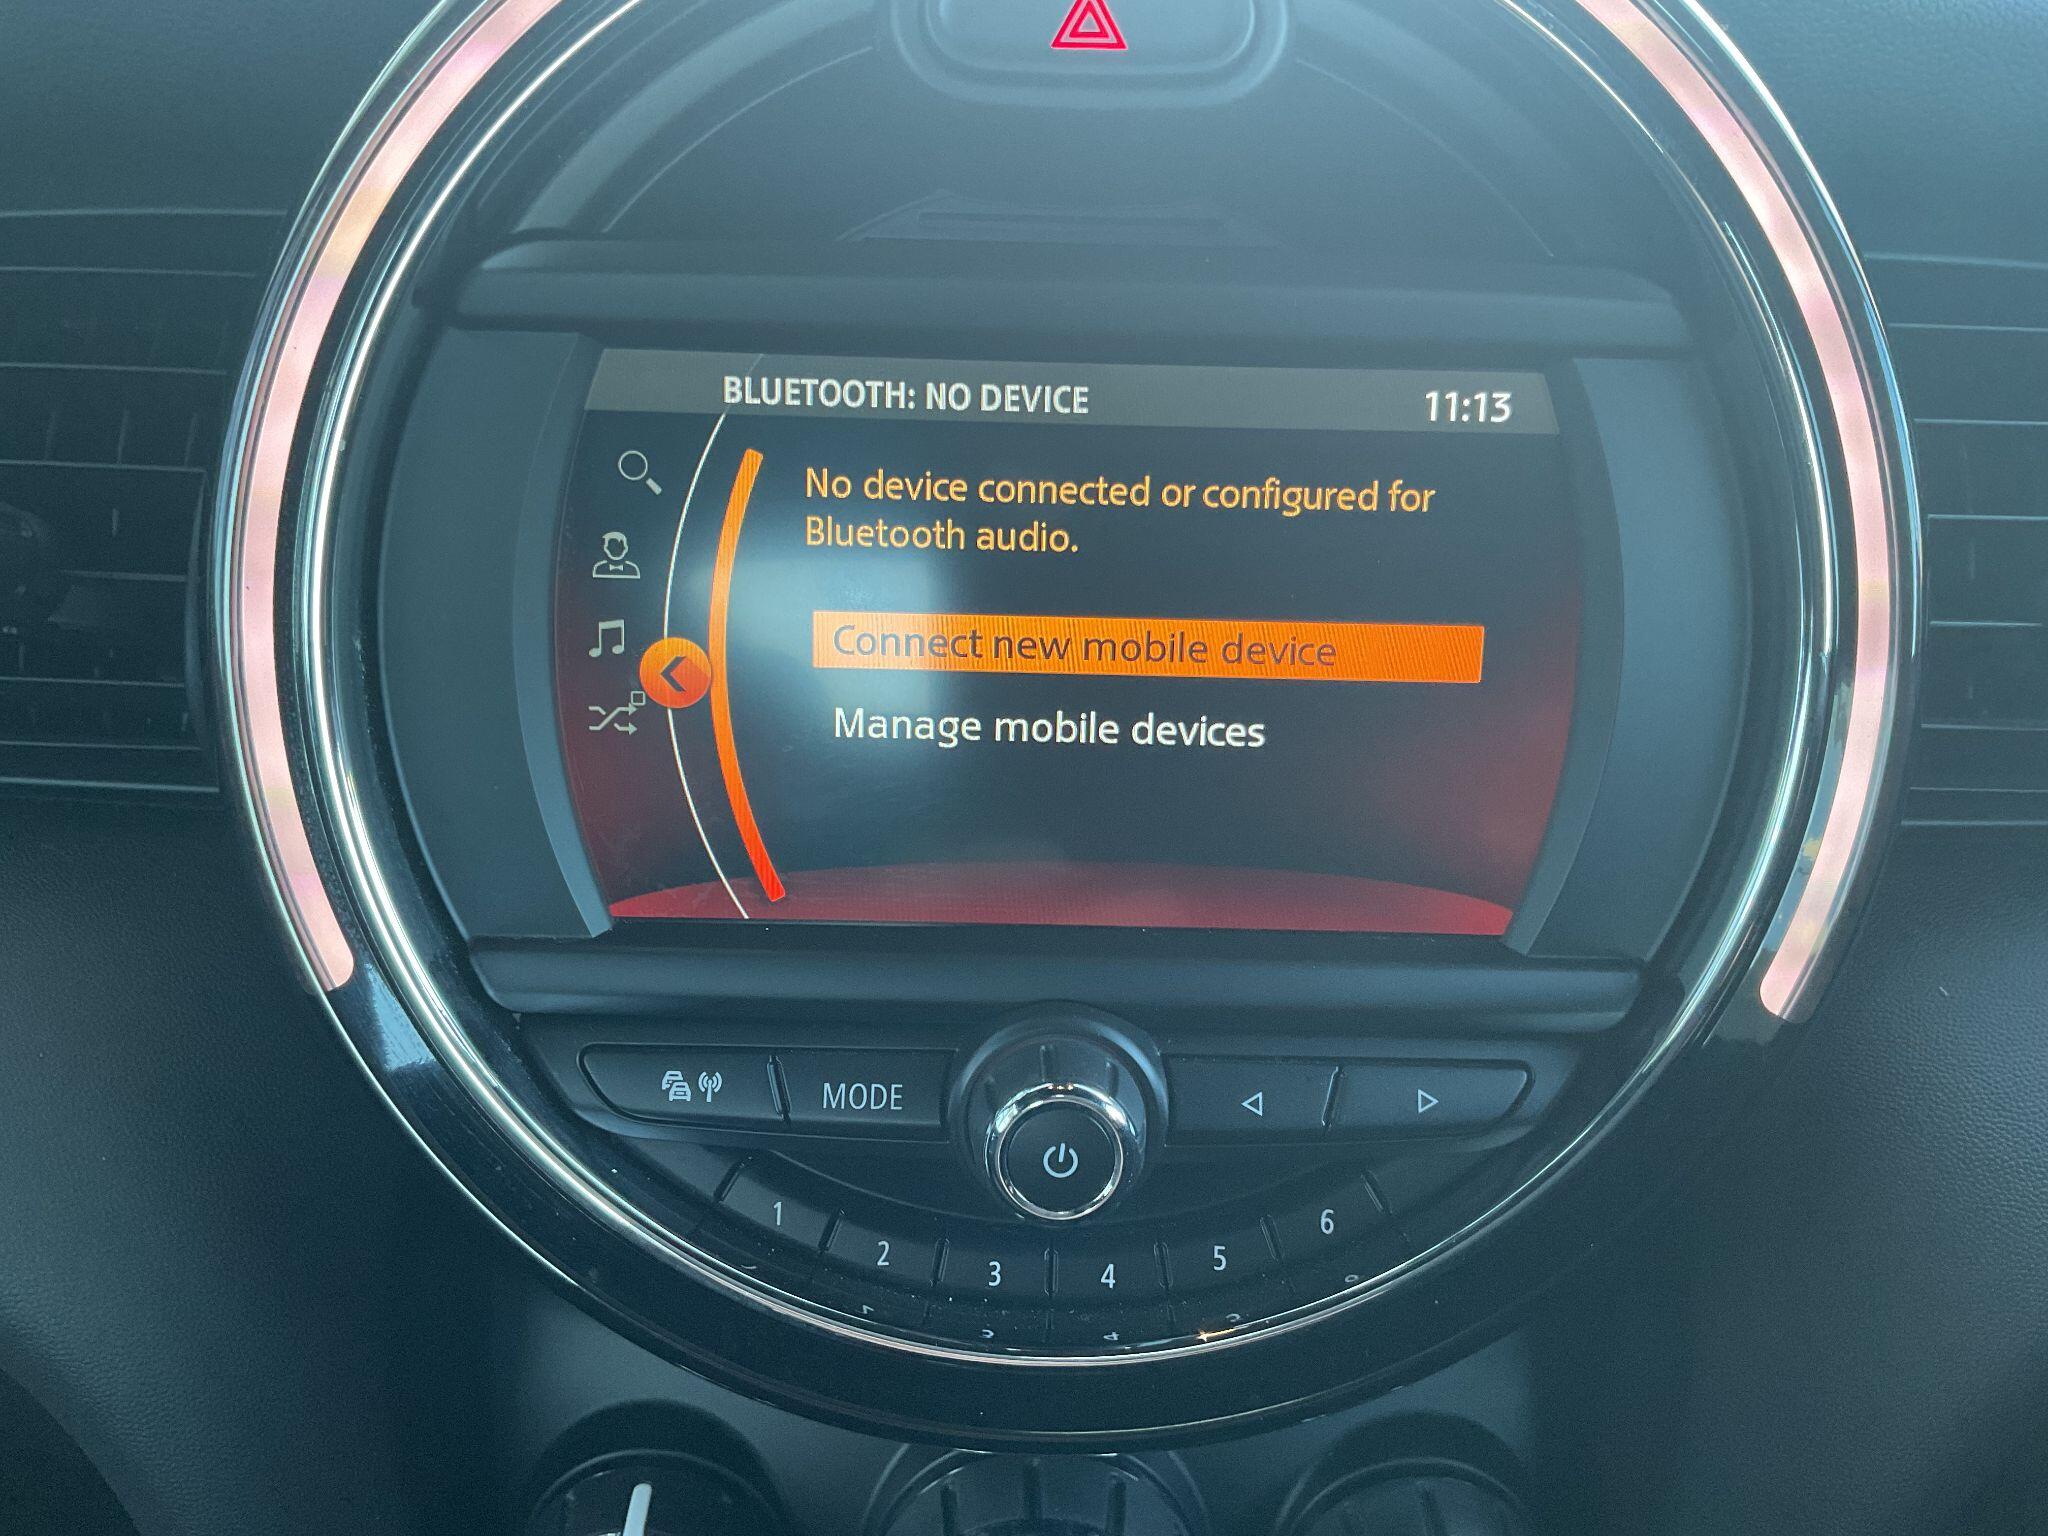 BLUETOOTH: NO DEVICE 11:13
No device connected or configured for
Bluetooth audio.
Connect new mobile device
Manage mobile devices
MODE
1 2 3 4 5 6